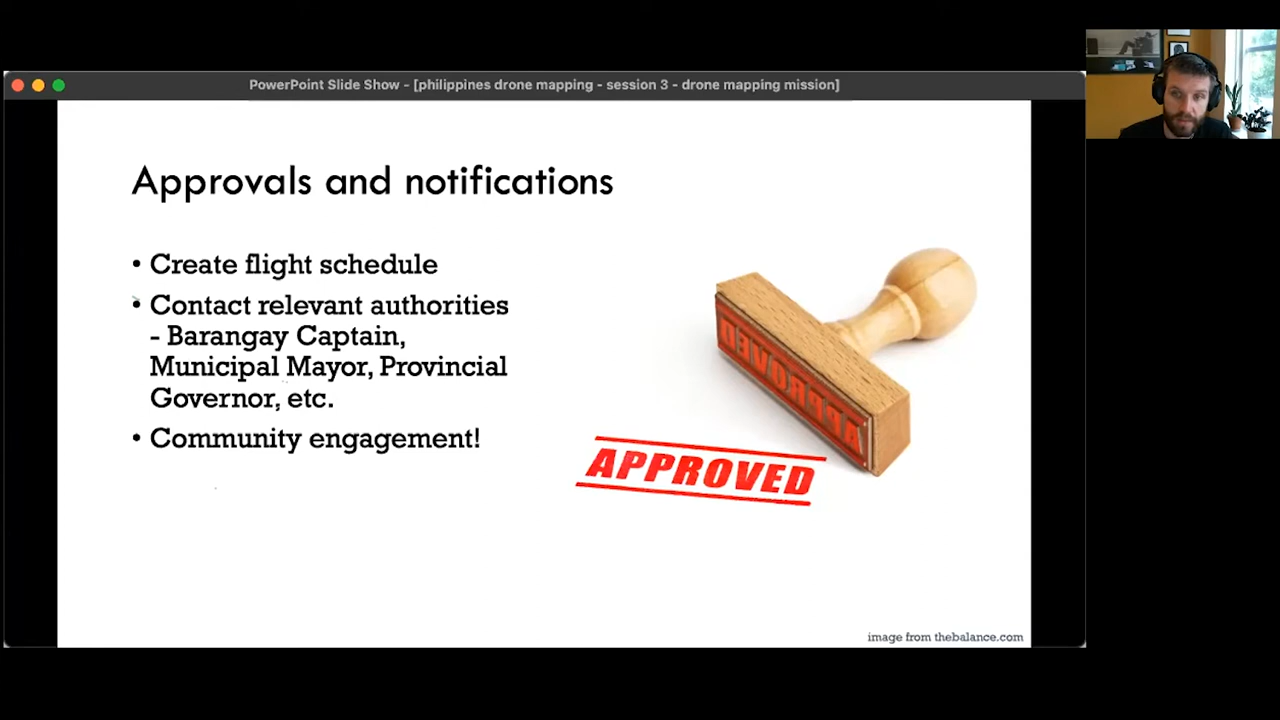 PowerPoint Slide Show - [philippines drone mapping - session 3 - drone mapping mission]
Approvals and notifications
• Create flight schedule
• Contact relevant authorities
- Barangay Captain,
Municipal Mayor, Provincial
Governor, etc.
• Community engagement!
APPROVED
APPROVED
image from thebalance.com